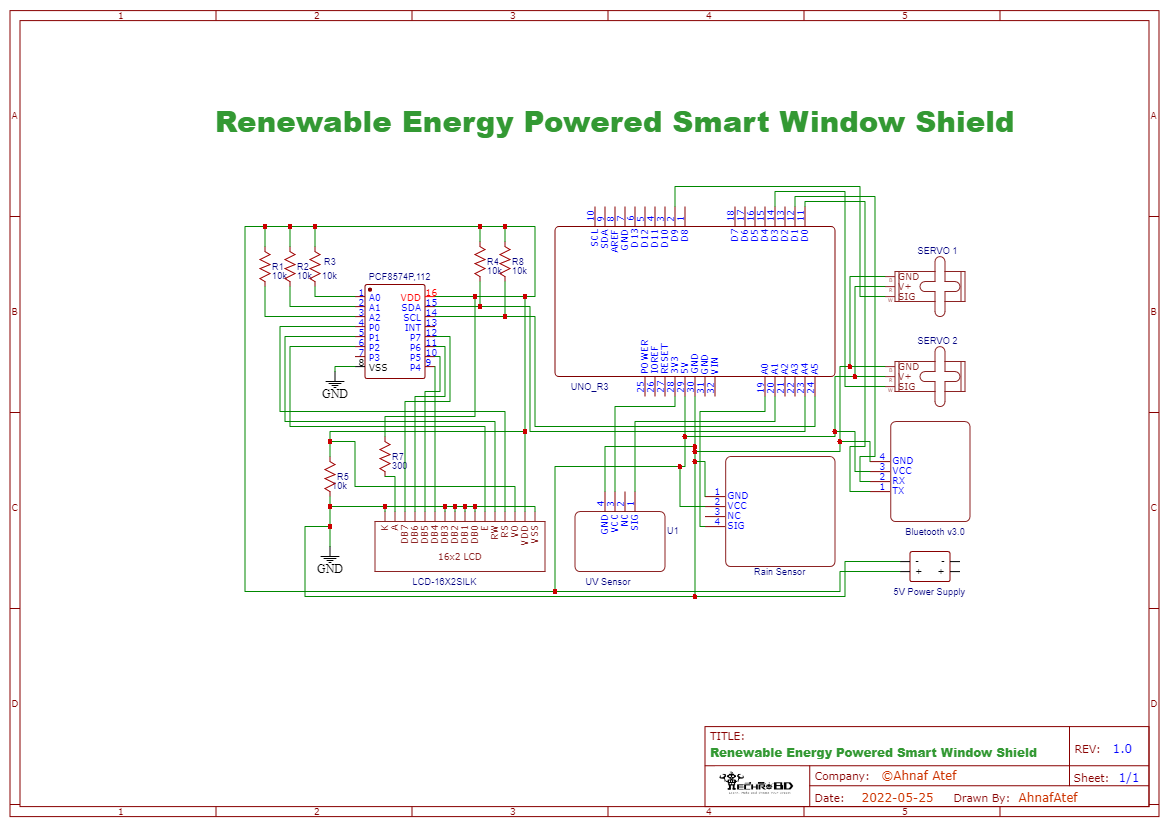 1 2 3 4 5
A A
Renewable Energy Powered Smart Window Shield
10 9 8 7 6 5 4 3 2 1 18 17 16 15 14 13 12 11
SCL SDA AREF GND D13 D12 D11 D10 D9 D8 D7 D6 D5 D4 D3 D2 D1 D0
SERVO 1
GND
V+
SIG
R1 10k
R2 10k
R3 10k
R4 10k
R8 10k
PCF8574P,112
1 A0 VDD 16
2 A1 SDA 15
3 A2 SCL 14
4 P0 INT 13
5 P1 P7 12
6 P2 P6 11
7 P3 P5 10
8 VSS P4 9
GND
B B
SERVO 2
GND
V+
SIG
POWER IOREF RESET 3V3 5V GND GND VIN A0 A1 A2 A3 A4 A5
25 26 27 28 29 30 31 32 19 20 21 22 23 24
UNO_R3
R7
300
R5
10k
4 GND
3 VCC
2 RX
1 TX
Bluetooth v3.0
1 GND
2 VCC
3 NC
4 SIG
Rain Sensor
4 3 2 1
GND VCC NC SIG
U1
UV Sensor
C C
K A DB7 DB6 DB5 DB4 DB3 DB2 DB1 DB0 E RW RS VO VDD VSS
16x2 LCD
LCD-16X2SILK
GND
- -
+ +
5V Power Supply
D D
TITLE:
Renewable Energy Powered Smart Window Shield
REV: 1.0
TECHROBD
Company: ©Ahnaf Atef
Sheet: 1/1
Date: 2022-05-25 Drawn By: AhnafAtef
1 2 3 4 5